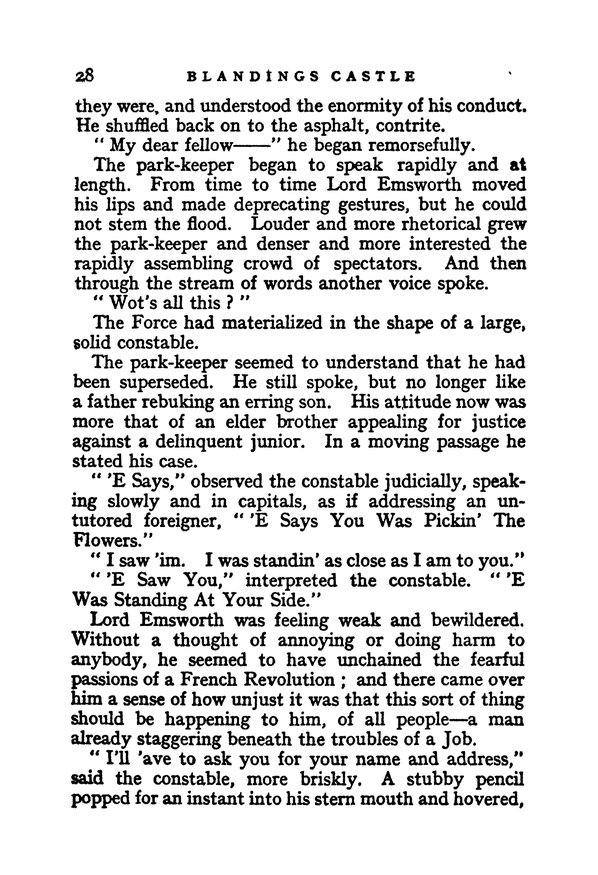 28 BLANDINGS CASTLE
they were, and understood the enormity of his conduct.
He shuffled back on to the asphalt, contrite.
" My dear fellow——" he began remorsefully.
The park-keeper began to speak rapidly and at
length. From time to time Lord Emsworth moved
his lips and made deprecating gestures, but he could
not stem the flood. Louder and more rhetorical grew
the park-keeper and denser and more interested the
rapidly assembling crowd of spectators. And then
through the stream of words another voice spoke.
" Wot's all this ? "
The Force had materialized in the shape of a large,
solid constable.
The park-keeper seemed to understand that he had
been superseded. He still spoke, but no longer like
a father rebuking an erring son. His attitude now was
more that of an elder brother appealing for justice
against a delinquent junior. In a moving passage he
stated his case.
" 'E Says," observed the constable judicially, speak-
ing slowly and in capitals, as if addressing an un-
tutored foreigner, " 'E Says You Was Pickin' The
Flowers."
" I saw 'im. I was standin' as close as I am to you."
" 'E Saw You," interpreted the constable. " 'E
Was Standing At Your Side."
Lord Emsworth was feeling weak and bewildered.
Without a thought of annoying or doing harm to
anybody, he seemed to have unchained the fearful
passions of a French Revolution ; and there came over
him a sense of how unjust it was that this sort of thing
should be happening to him, of all people—a man
already staggering beneath the troubles of a Job.
" I'll 'ave to ask you for your name and address,"
said the constable, more briskly. A stubby pencil
popped for an instant into his stern mouth and hovered,